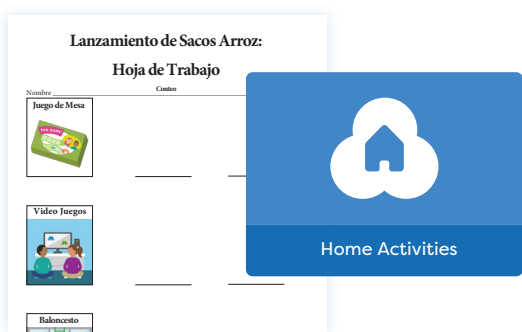 Lanzamiento de Sacos Arroz:
Hoja de Trabajo
Nombre
Conteo
Juego de Mesa
Video Juegos
Baloncesto
Home Activities